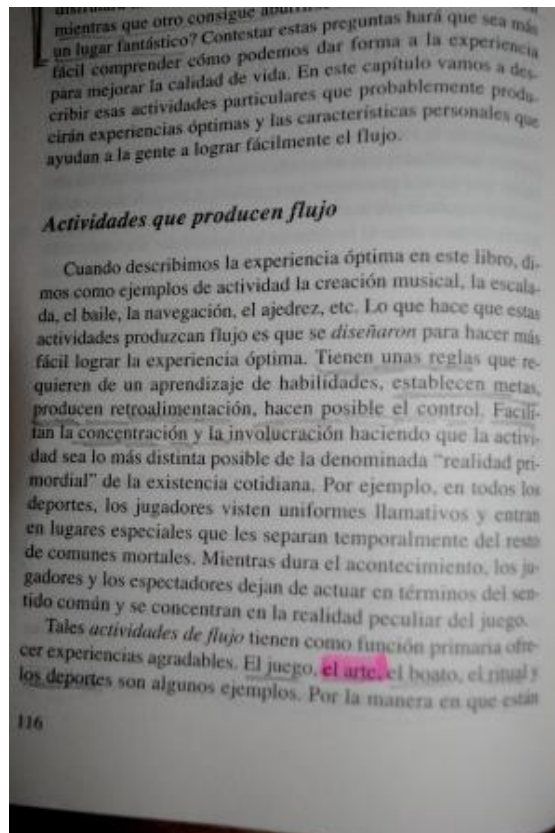 mientras que otro consigue
un lugar fantástico? Contestar estas preguntas hará que sea más
fácil comprender cómo podemos dar forma a la experiencia
para mejorar la calidad de vida. En este capítulo vamos a des-
cribir esas actividades particulares que probablemente produ-
cirán experiencias óptimas y las características personales que
ayudan a la gente a lograr fácilmente el flujo.
Actividades que producen flujo
Cuando describimos la experiencia óptima en este libro, di-
mos como ejemplos de actividad la creación musical, la escala-
da, el baile, la navegación, el ajedrez, etc. Lo que hace que estas
actividades produzcan flujo es que se diseñaron para hacer más
fácil lograr la experiencia óptima. Tienen unas reglas que re-
quieren de un aprendizaje de habilidades, establecen metas,
producen retroalimentación, hacen posible el control. Facili-
tan la concentración y la involucración haciendo que la activi-
dad sea lo más distinta posible de la denominada "realidad pri-
mordial" de la existencia cotidiana. Por ejemplo, en todos los
deportes, los jugadores visten uniformes llamativos y entran
en lugares especiales que les separan temporalmente del resto
de comunes mortales. Mientras dura el acontecimiento, los ju-
gadores y los espectadores dejan de actuar en términos del sen-
tido común y se concentran en la realidad peculiar del juego.
Tales actividades de flujo tienen como función primaria ofre-
cer experiencias agradables. El juego, el arte, el boato, el ritual y
los deportes son algunos ejemplos. Por la manera en que están
116